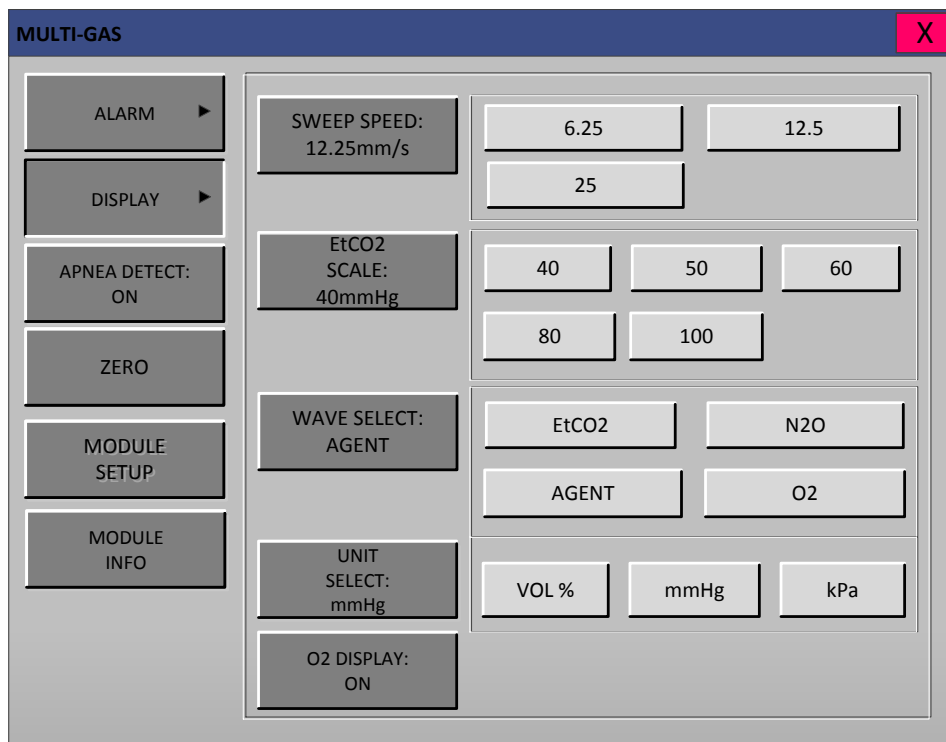 MULTI-GAS
X
ALARM
DISPLAY
APNEA DETECT:
ON
ZERO
MODULE
SETUP
MODULE
INFO
SWEEP SPEED:
12.25mm/s
6.25
12.5
25
EtCO2
SCALE:
40mmHg
40
50
60
80
100
WAVE SELECT:
AGENT
EtCO2
N2O
AGENT
O2
UNIT
SELECT:
mmHg
VOL %
mmHg
kPa
O2 DISPLAY:
ON